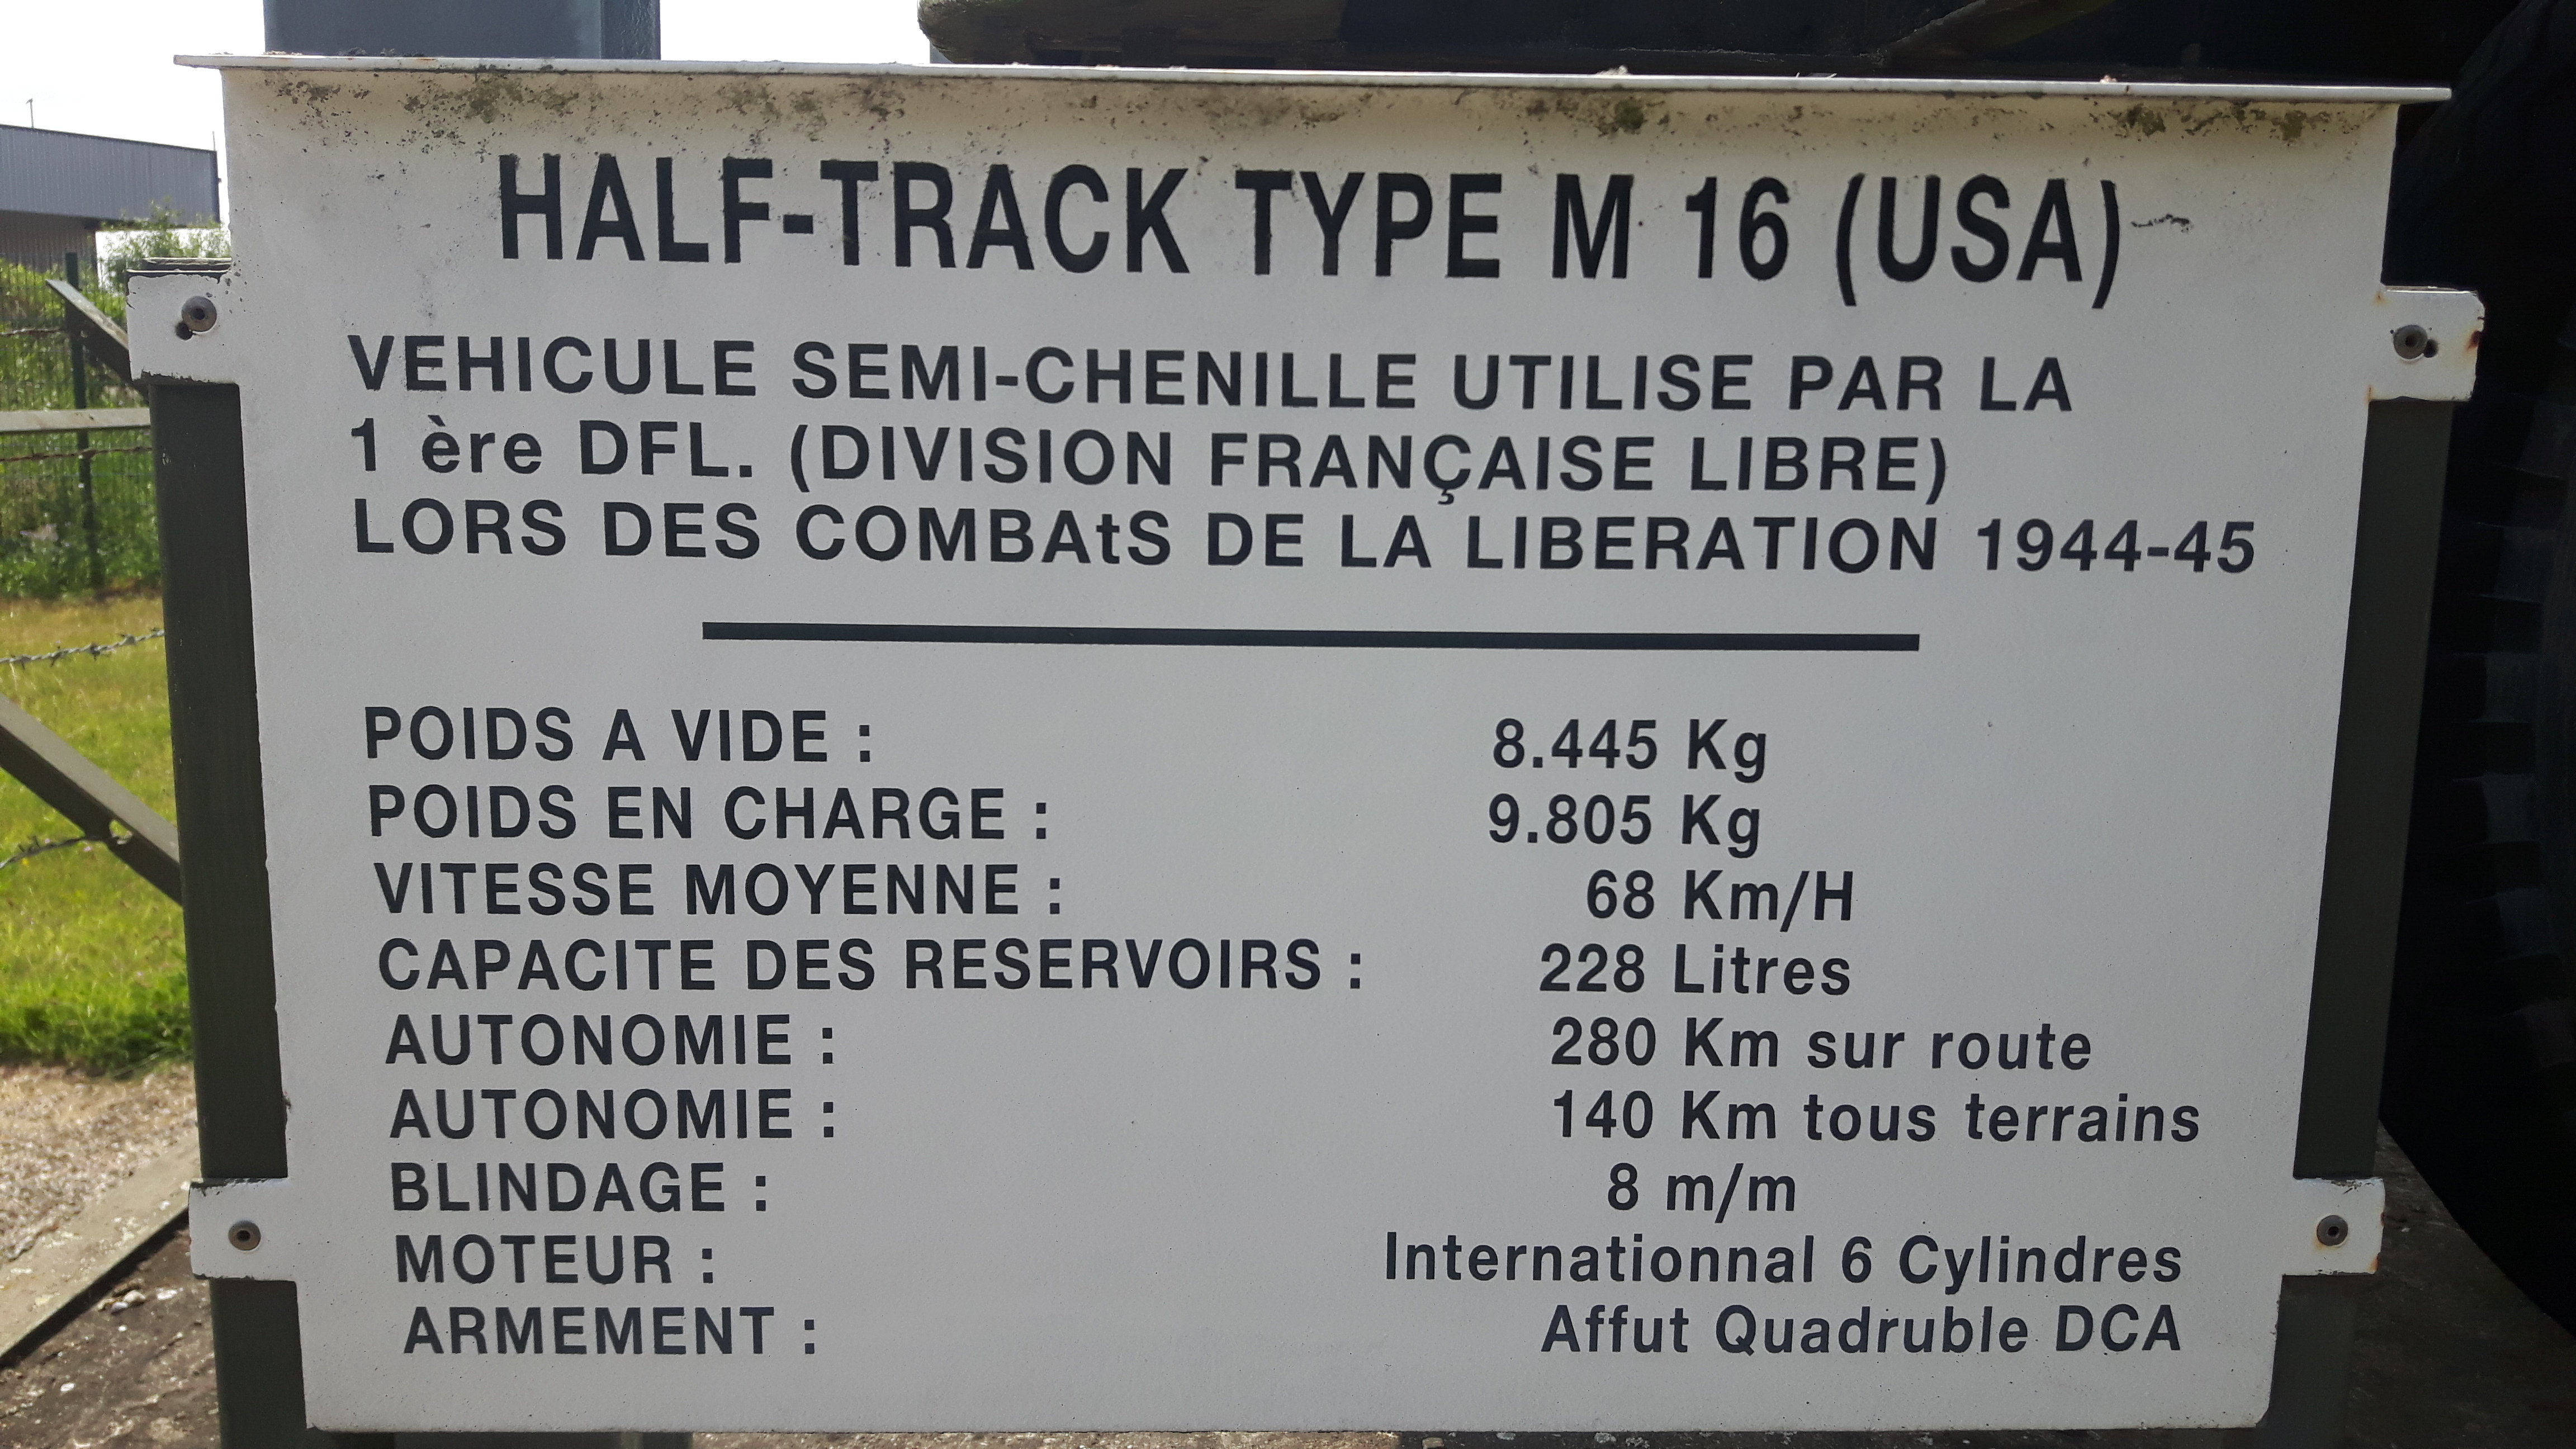 HALF-TRACK TYPE M 16 (USA)
VEHICULE SEMI-CHENILLE UTILISE PAR LA
1 ère DFL. (DIVISION FRANÇAISE LIBRE)
LORS DES COMBAtS DE LA LIBERATION 1944-45
POIDS A VIDE : 8.445 Kg
POIDS EN CHARGE : 9.805 Kg
VITESSE MOYENNE : 68 Km/H
CAPACITE DES RESERVOIRS : 228 Litres
AUTONOMIE : 280 Km sur route
AUTONOMIE : 140 Km tous terrains
BLINDAGE : 8 m/m
MOTEUR : Internationnal 6 Cylindres
ARMEMENT : Affut Quadruble DCA